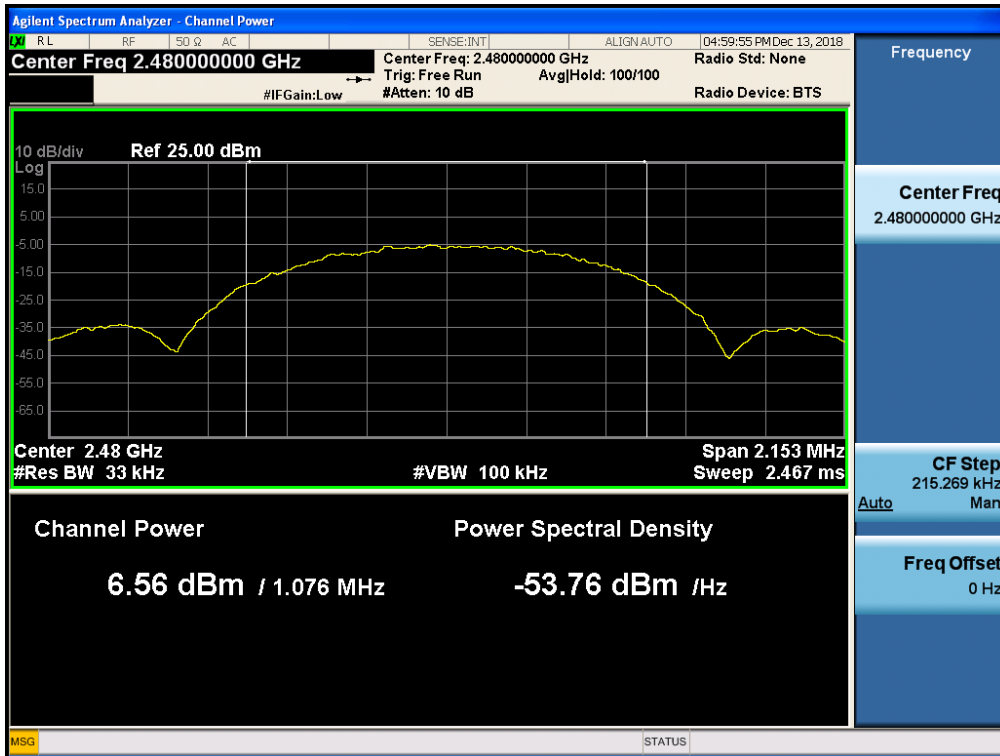 Agilent Spectrum Analyzer - Channel Power
LXI RL RF 50 Ω AC SENSE:INT ALIGN AUTO 04:59:55 PM Dec 13, 2018
Center Freq 2.480000000 GHz
Center Freq: 2.480000000 GHz Radio Std: None
Trig: Free Run Avg|Hold: 100/100
#IFGain:Low #Atten: 10 dB Radio Device: BTS
10 dB/div Ref 25.00 dBm
Log
15.0
5.00
-5.00
-15.0
-25.0
-35.0
-45.0
-55.0
-65.0
Center 2.48 GHz Span 2.153 MHz
#Res BW 33 kHz #VBW 100 kHz Sweep 2.467 ms
Channel Power Power Spectral Density
6.56 dBm / 1.076 MHz -53.76 dBm /Hz
Frequency
Center Freq
2.480000000 GHz
CF Step
215.269 kHz
Auto Man
Freq Offset
0 Hz
MSG STATUS